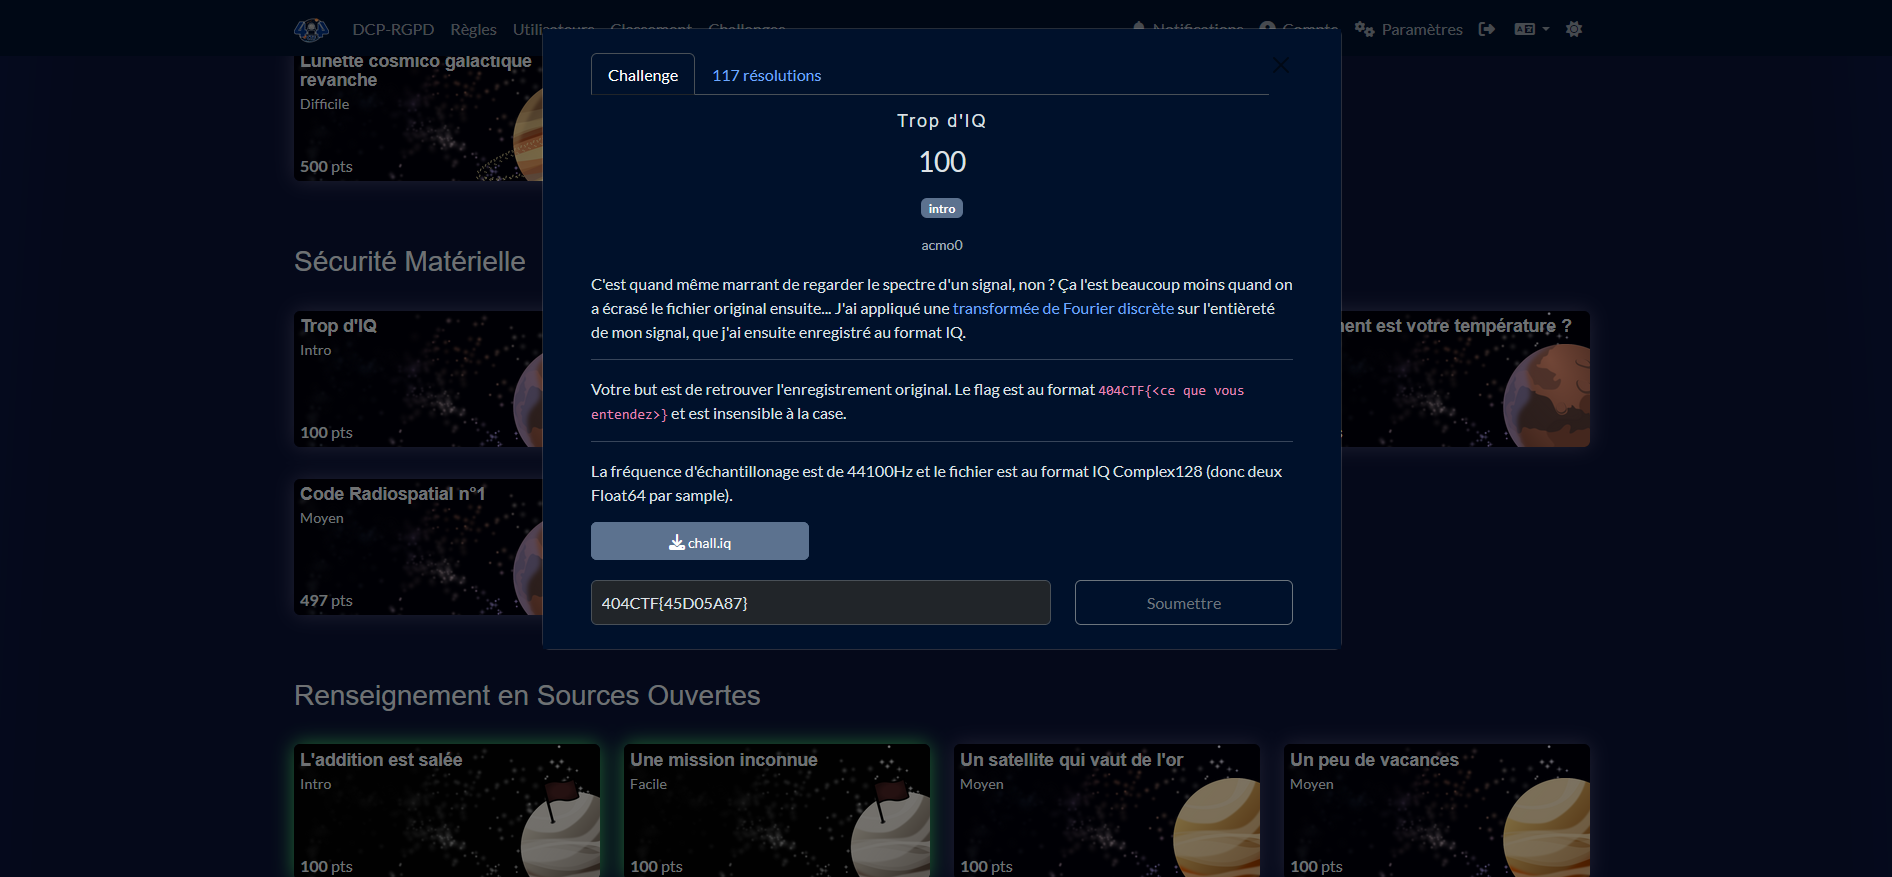 DCP-RGPD Règles Utilisateurs Classement Challenges Notifications Compte Paramètres
Lunette cosmico galactique
revanche
Difficile
500 pts
Challenge
117 résolutions
Trop d'IQ
100
intro
acmo0
C'est quand même marrant de regarder le spectre d'un signal, non ? Ça l'est beaucoup moins quand on
a écrasé le fichier original ensuite... J'ai appliqué une transformée de Fourier discrète sur l'entièreté
de mon signal, que j'ai ensuite enregistré au format IQ.
Votre but est de retrouver l'enregistrement original. Le flag est au format 404CTF{<ce que vous
entendez>} et est insensible à la case.
La fréquence d'échantillonage est de 44100Hz et le fichier est au format IQ Complex128 (donc deux
Float64 par sample).
chall.iq
404CTF{45D05A87}
Soumettre
Sécurité Matérielle
Trop d'IQ
Intro
100 pts
est votre température ?
Code Radiospatial n°1
Moyen
497 pts
Renseignement en Sources Ouvertes
L'addition est salée
Intro
100 pts
Une mission inconnue
Facile
100 pts
Un satellite qui vaut de l'or
Moyen
100 pts
Un peu de vacances
Moyen
100 pts